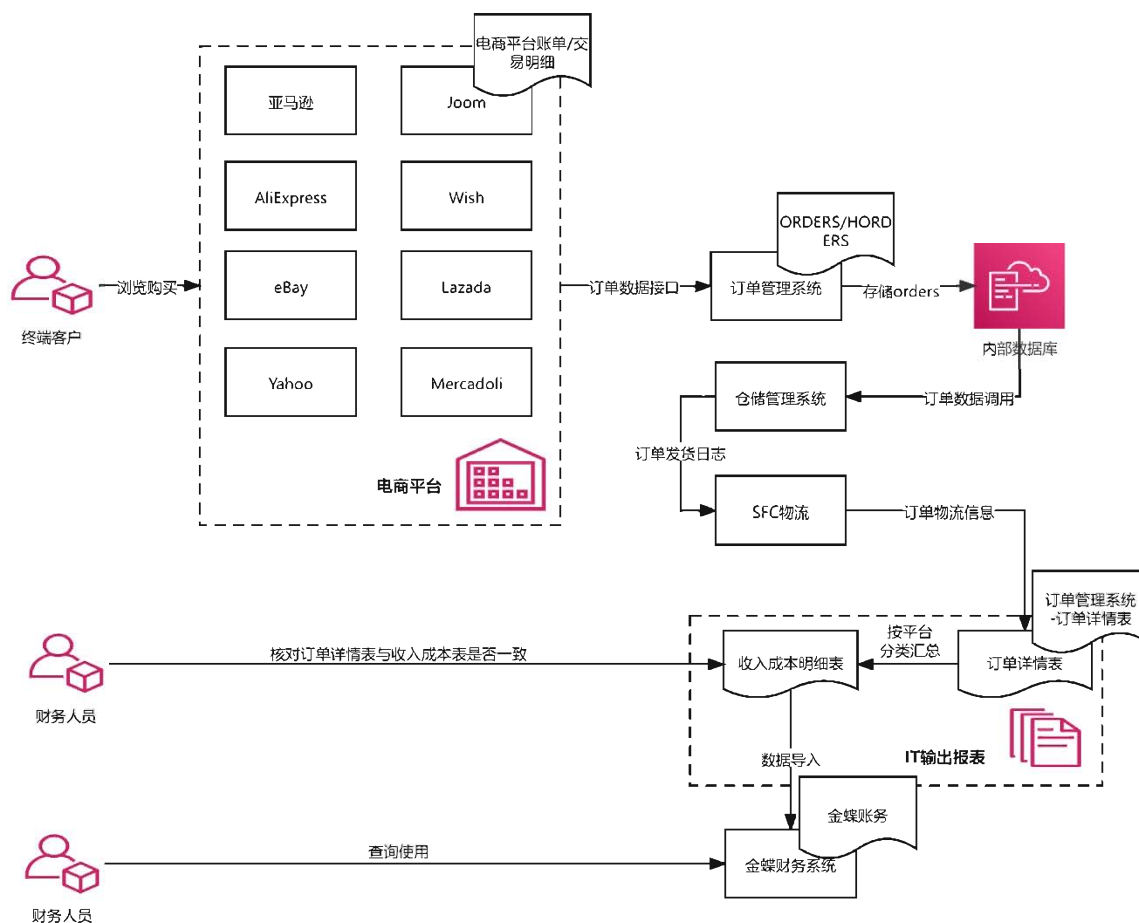 电商平台账单/交
易明细
亚马逊
Joom
AliExpress
Wish
eBay
Lazada
Yahoo
Mercadoli
电商平台
浏览购买
终端客户
订单数据接口
ORDERS/HORD
ERS
订单管理系统
存储orders
内部数据库
仓储管理系统
订单数据调用
订单发货日志
SFC物流
订单物流信息
订单管理系统
-订单详情表
按平台
分类汇总
收入成本明细表
订单详情表
核对订单详情表与收入成本表是否一致
财务人员
IT输出报表
数据导入
金蝶账务
金蝶财务系统
查询使用
财务人员